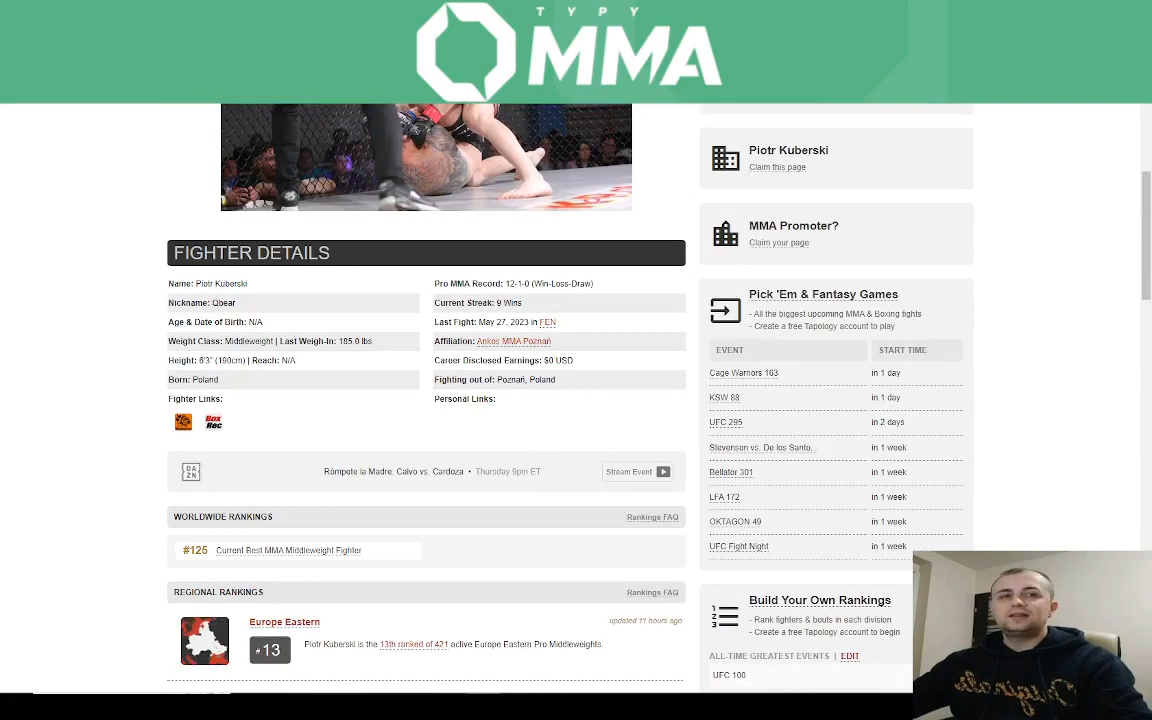 TYPY
MMA
Piotr Kuberski
Claim this page
MMA Promoter?
Claim your page
FIGHTER DETAILS
Name: Piotr Kuberski
Pro MMA Record: 12-1-0 (Win-Loss-Draw)
Nickname: Qbear
Current Streak: 9 Wins
Age & Date of Birth: N/A
Last Fight: May 27, 2023 in FEN
Weight Class: Middleweight | Last Weigh-In: 185.0 lbs
Affiliation: Ankos MMA Poznań
Height: 6'3" (190cm) | Reach: N/A
Career Disclosed Earnings: $0 USD
Born: Poland
Fighting out of: Poznań, Poland
Fighter Links:
Personal Links:
Box
Rec
DA
ZN
Rómpete la Madre: Calvo vs. Cardoza • Thursday 9pm ET
Stream Event
WORLDWIDE RANKINGS
Rankings FAQ
#125 Current Best MMA Middleweight Fighter
REGIONAL RANKINGS
Rankings FAQ
Europe Eastern
updated 11 hours ago
#13
Piotr Kuberski is the 13th ranked of 421 active Europe Eastern Pro Middleweights.
Pick 'Em & Fantasy Games
- All the biggest upcoming MMA & Boxing fights
- Create a free Tapology account to play
EVENT START TIME
Cage Warriors 163 in 1 day
KSW 88 in 1 day
UFC 295 in 2 days
Stevenson vs. De los Santo... in 1 week
Bellator 301 in 1 week
LFA 172 in 1 week
OKTAGON 49 in 1 week
UFC Fight Night in 1 week
Build Your Own Rankings
- Rank fighters & bouts in each division
- Create a free Tapology account to begin
ALL-TIME GREATEST EVENTS | EDIT
UFC 100